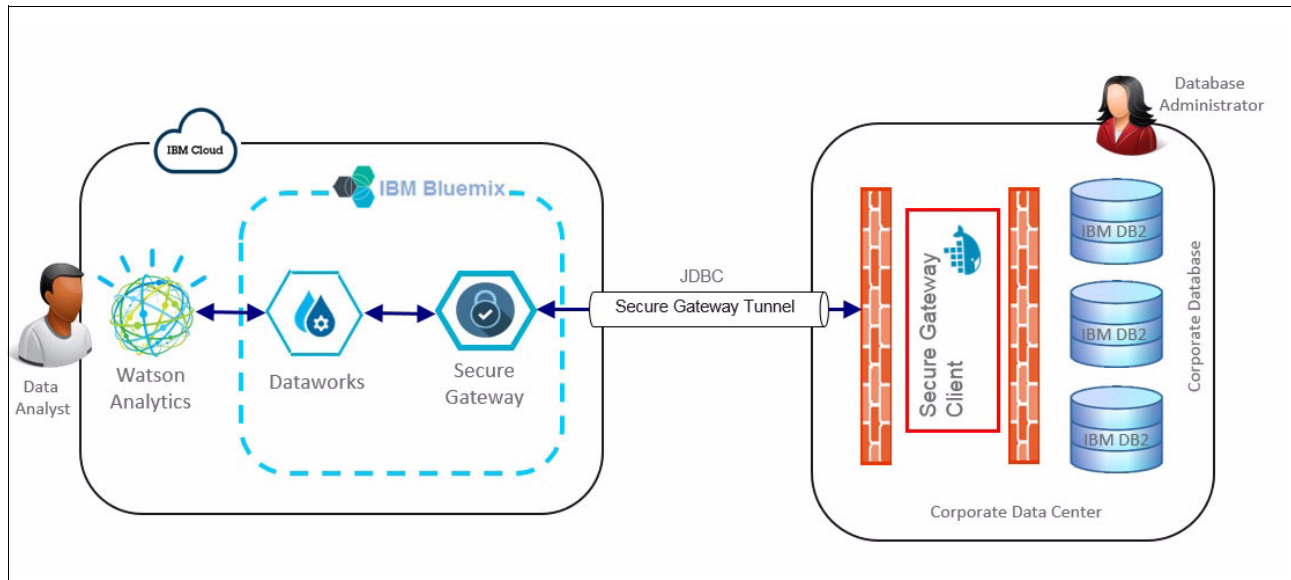 Database
Administrator
IBM Cloud
IBM Bluemix
JDBC
Secure Gateway Tunnel
Data
Analyst
Watson
Analytics
Dataworks
Secure
Gateway
Secure Gateway
Client
IBM DB2
IBM DB2
IBM DB2
Corporate Database
Corporate Data Center